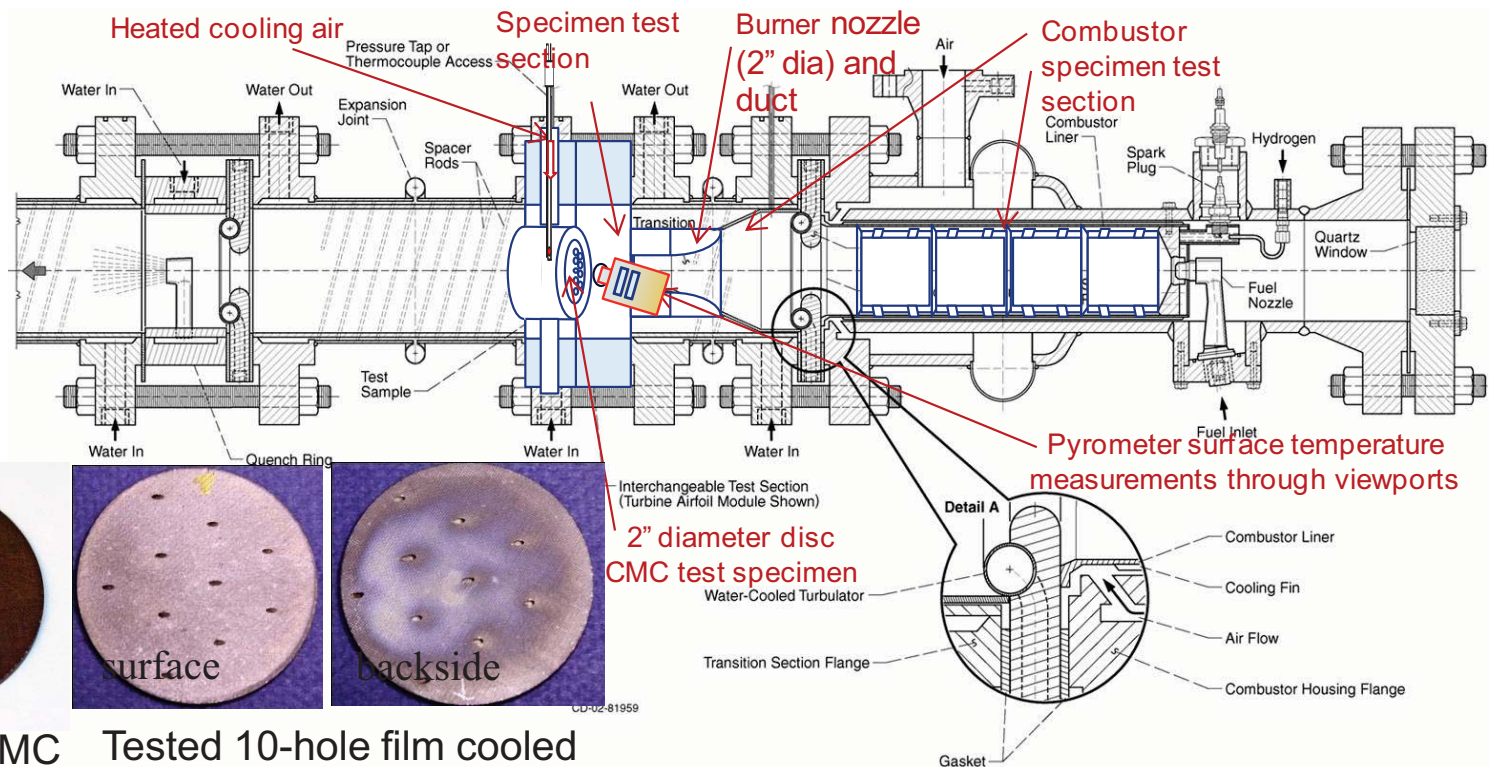 Heated cooling air
Specimen test
section
Burner nozzle
(2” dia) and
duct
Combustor
specimen test
section
Pressure Tap or
Thermocouple Access
Air
Water In
Water Out
Expansion
Joint
Spacer
Rods
Water Out
Combustor
Liner
Spark
Plug
Hydrogen
Transition
Quartz
Window
Fuel
Nozzle
Test
Sample
Water In
Quench Ring
Water In
Water In
Fuel Inlet
Interchangeable Test Section
(Turbine Airfoil Module Shown)
Pyrometer surface temperature
measurements through viewports
2” diameter disc
CMC test specimen
Detail A
Combustor Liner
Water-Cooled Turbulator
Cooling Fin
Air Flow
Transition Section Flange
Combustor Housing Flange
Gasket
surface
backside
CD-02-81959
MC
Tested 10-hole film cooled